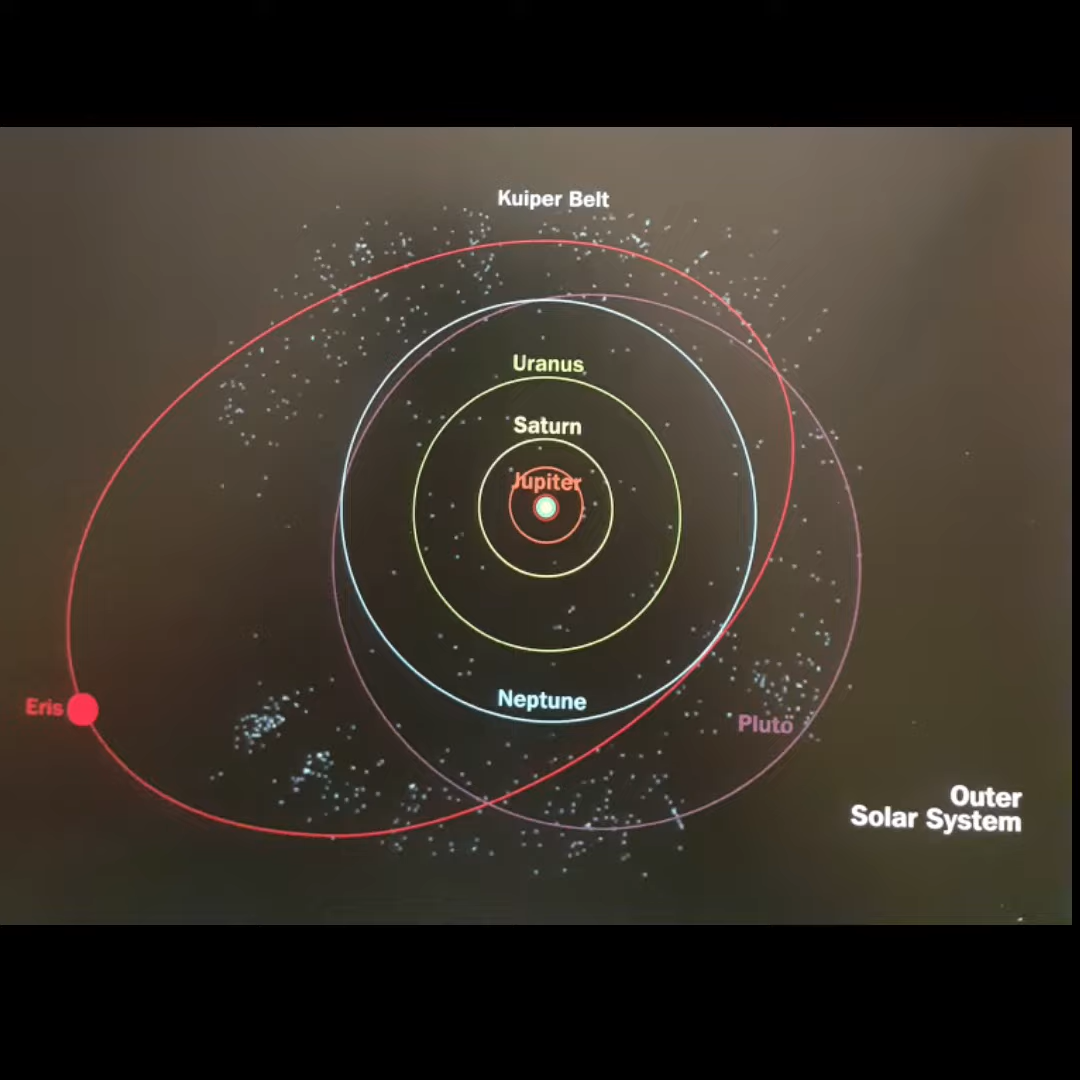 Kuiper Belt
Uranus
Saturn
Jupiter
Eris
Neptune
Pluto
Outer
Solar System